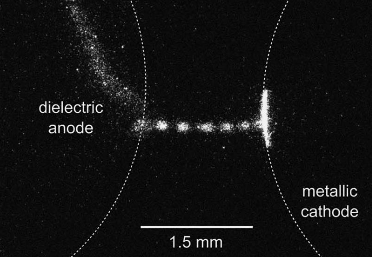 dielectric
anode
metallic
cathode
1.5 mm